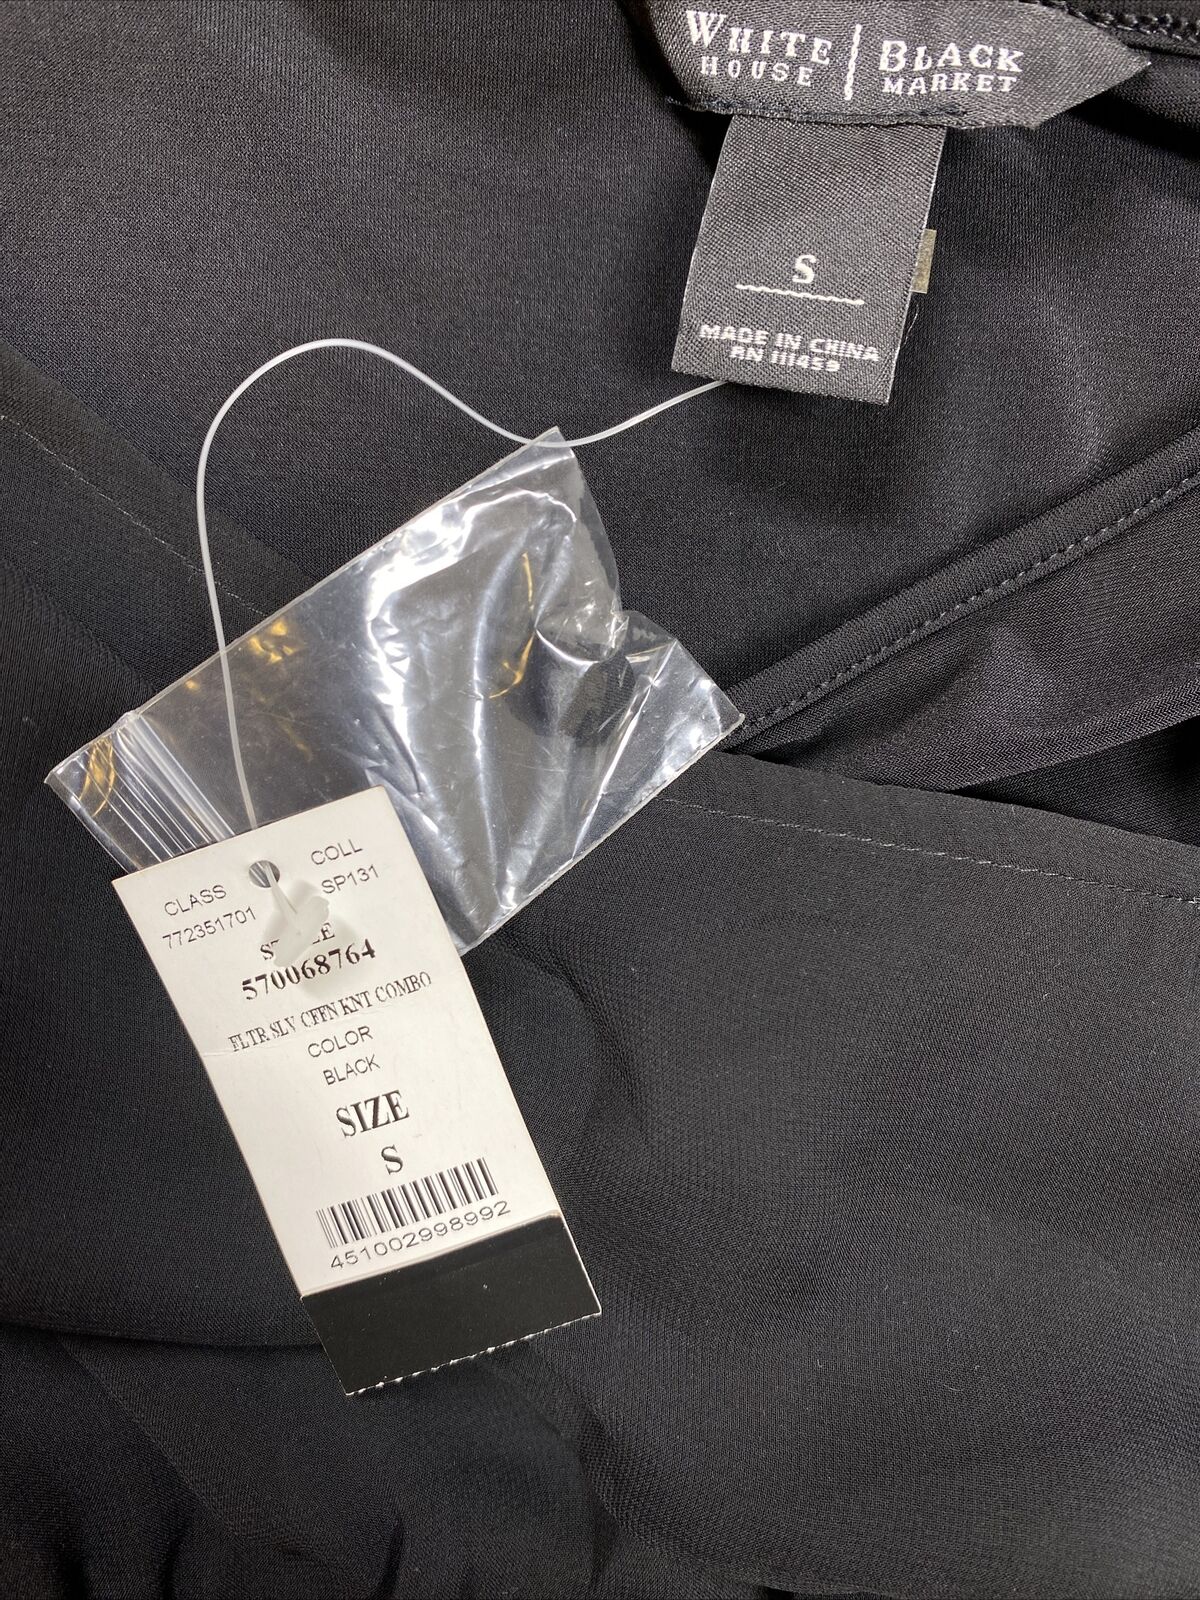 WHITE | BLACK
HOUSE MARKET
S
MADE IN CHINA
RN 111459
CLASS COLL
772351701 SP131
570068764
FLTR SLV CFFN KNT COMBO
COLOR
BLACK
SIZE
S
451002998992